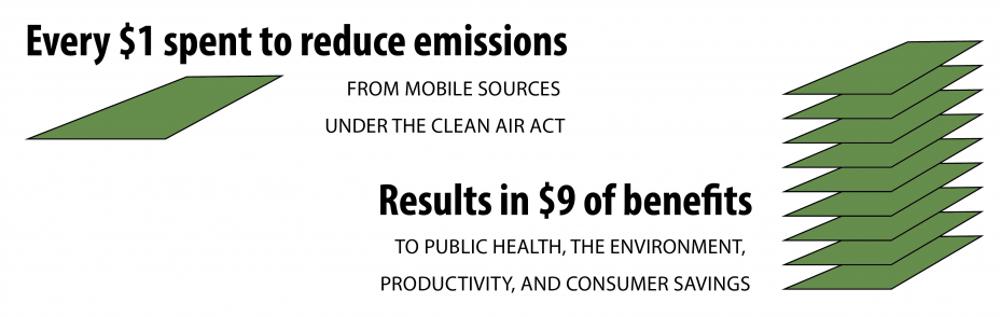 Every $1 spent to reduce emissions
FROM MOBILE SOURCES
UNDER THE CLEAN AIR ACT
Results in $9 of benefits
TO PUBLIC HEALTH, THE ENVIRONMENT,
PRODUCTIVITY, AND CONSUMER SAVINGS